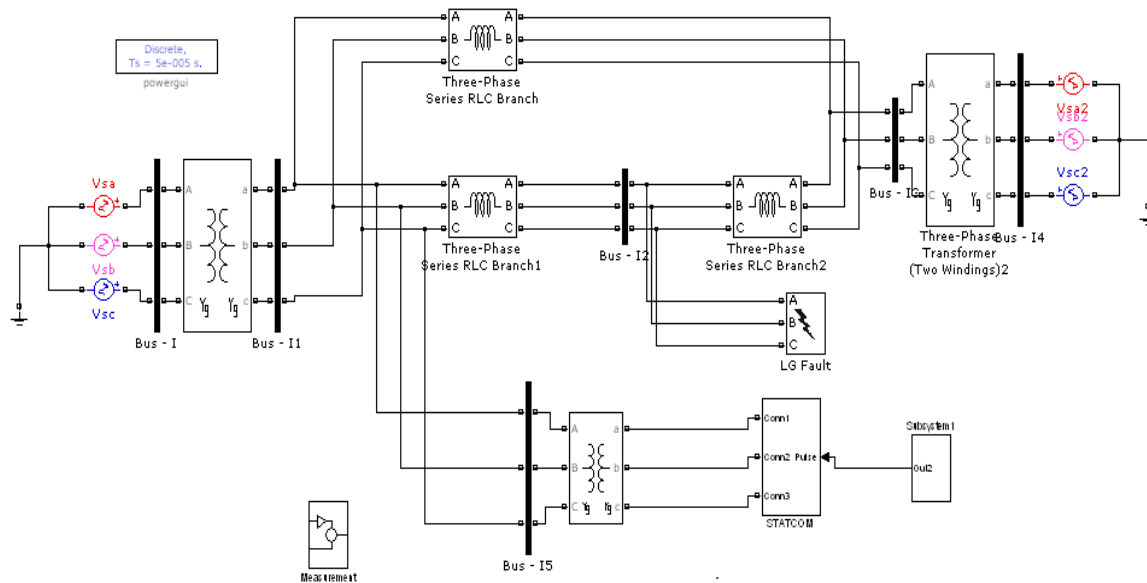 A A
B B
C C
Three-Phase
Series RLC Branch
Discrete,
Ts = 5e-005 s.
powergui
Vsa
Vsb
Vsc
Bus - I
A a
B b
C c
Yg Yg
Bus - I1
A A
B B
C C
Three-Phase
Series RLC Branch1
Bus - I2
A A
B B
C C
Three-Phase
Series RLC Branch2
A
B
C
LG Fault
A a
B b
C c
Yg Yg
Three-Phase
Transformer
(Two Windings)2
Bus - I4
Vsa2
Vsb2
Vsc2
Bus - I5
A a
B b
C c
Yg Yg
Conn1
Conn2 Pulse
Conn3
STATCOM
Subsystem1
Out2
Measurement